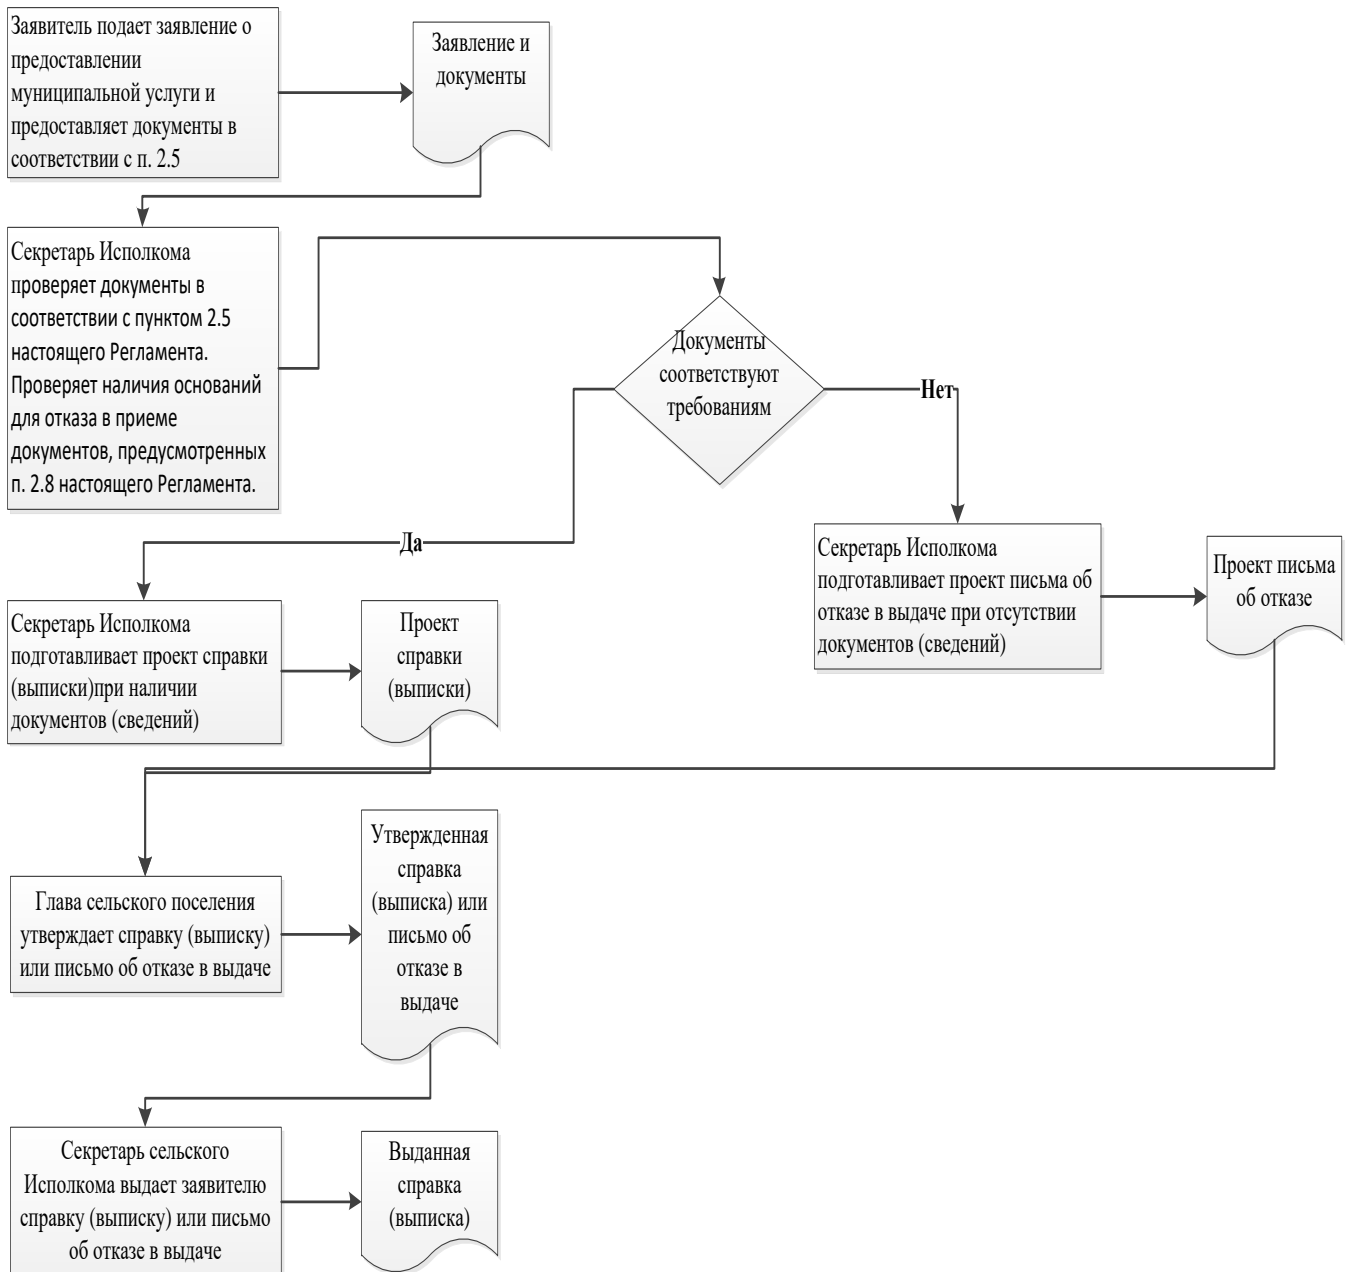 Заявитель подает заявление о
предоставлении
муниципальной услуги и
предоставляет документы в
соответствии с п. 2.5
Заявление и
документы
Секретарь Исполкома
проверяет документы в
соответствии с пунктом 2.5
настоящего Регламента.
Проверяет наличия оснований
для отказа в приеме
документов, предусмотренных
п. 2.8 настоящего Регламента.
Документы
соответствуют
требованиям
Нет
Да
Секретарь Исполкома
подготавливает проект письма об
отказе в выдаче при отсутствии
документов (сведений)
Проект письма
об отказе
Секретарь Исполкома
подготавливает проект справки
(выписки)при наличии
документов (сведений)
Проект
справки
(выписки)
Глава сельского поселения
утверждает справку (выписку)
или письмо об отказе в выдаче
Утвержденная
справка
(выписка) или
письмо об
отказе в
выдаче
Секретарь сельского
Исполкома выдает заявителю
справку (выписку) или письмо
об отказе в выдаче
Выданная
справка
(выписка)